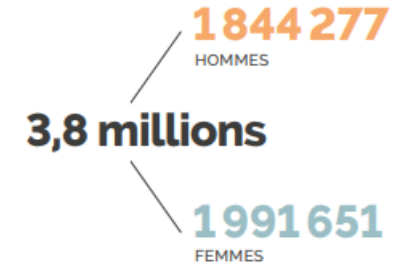 1 844 277
HOMMES
3,8 millions
1 991 651
FEMMES